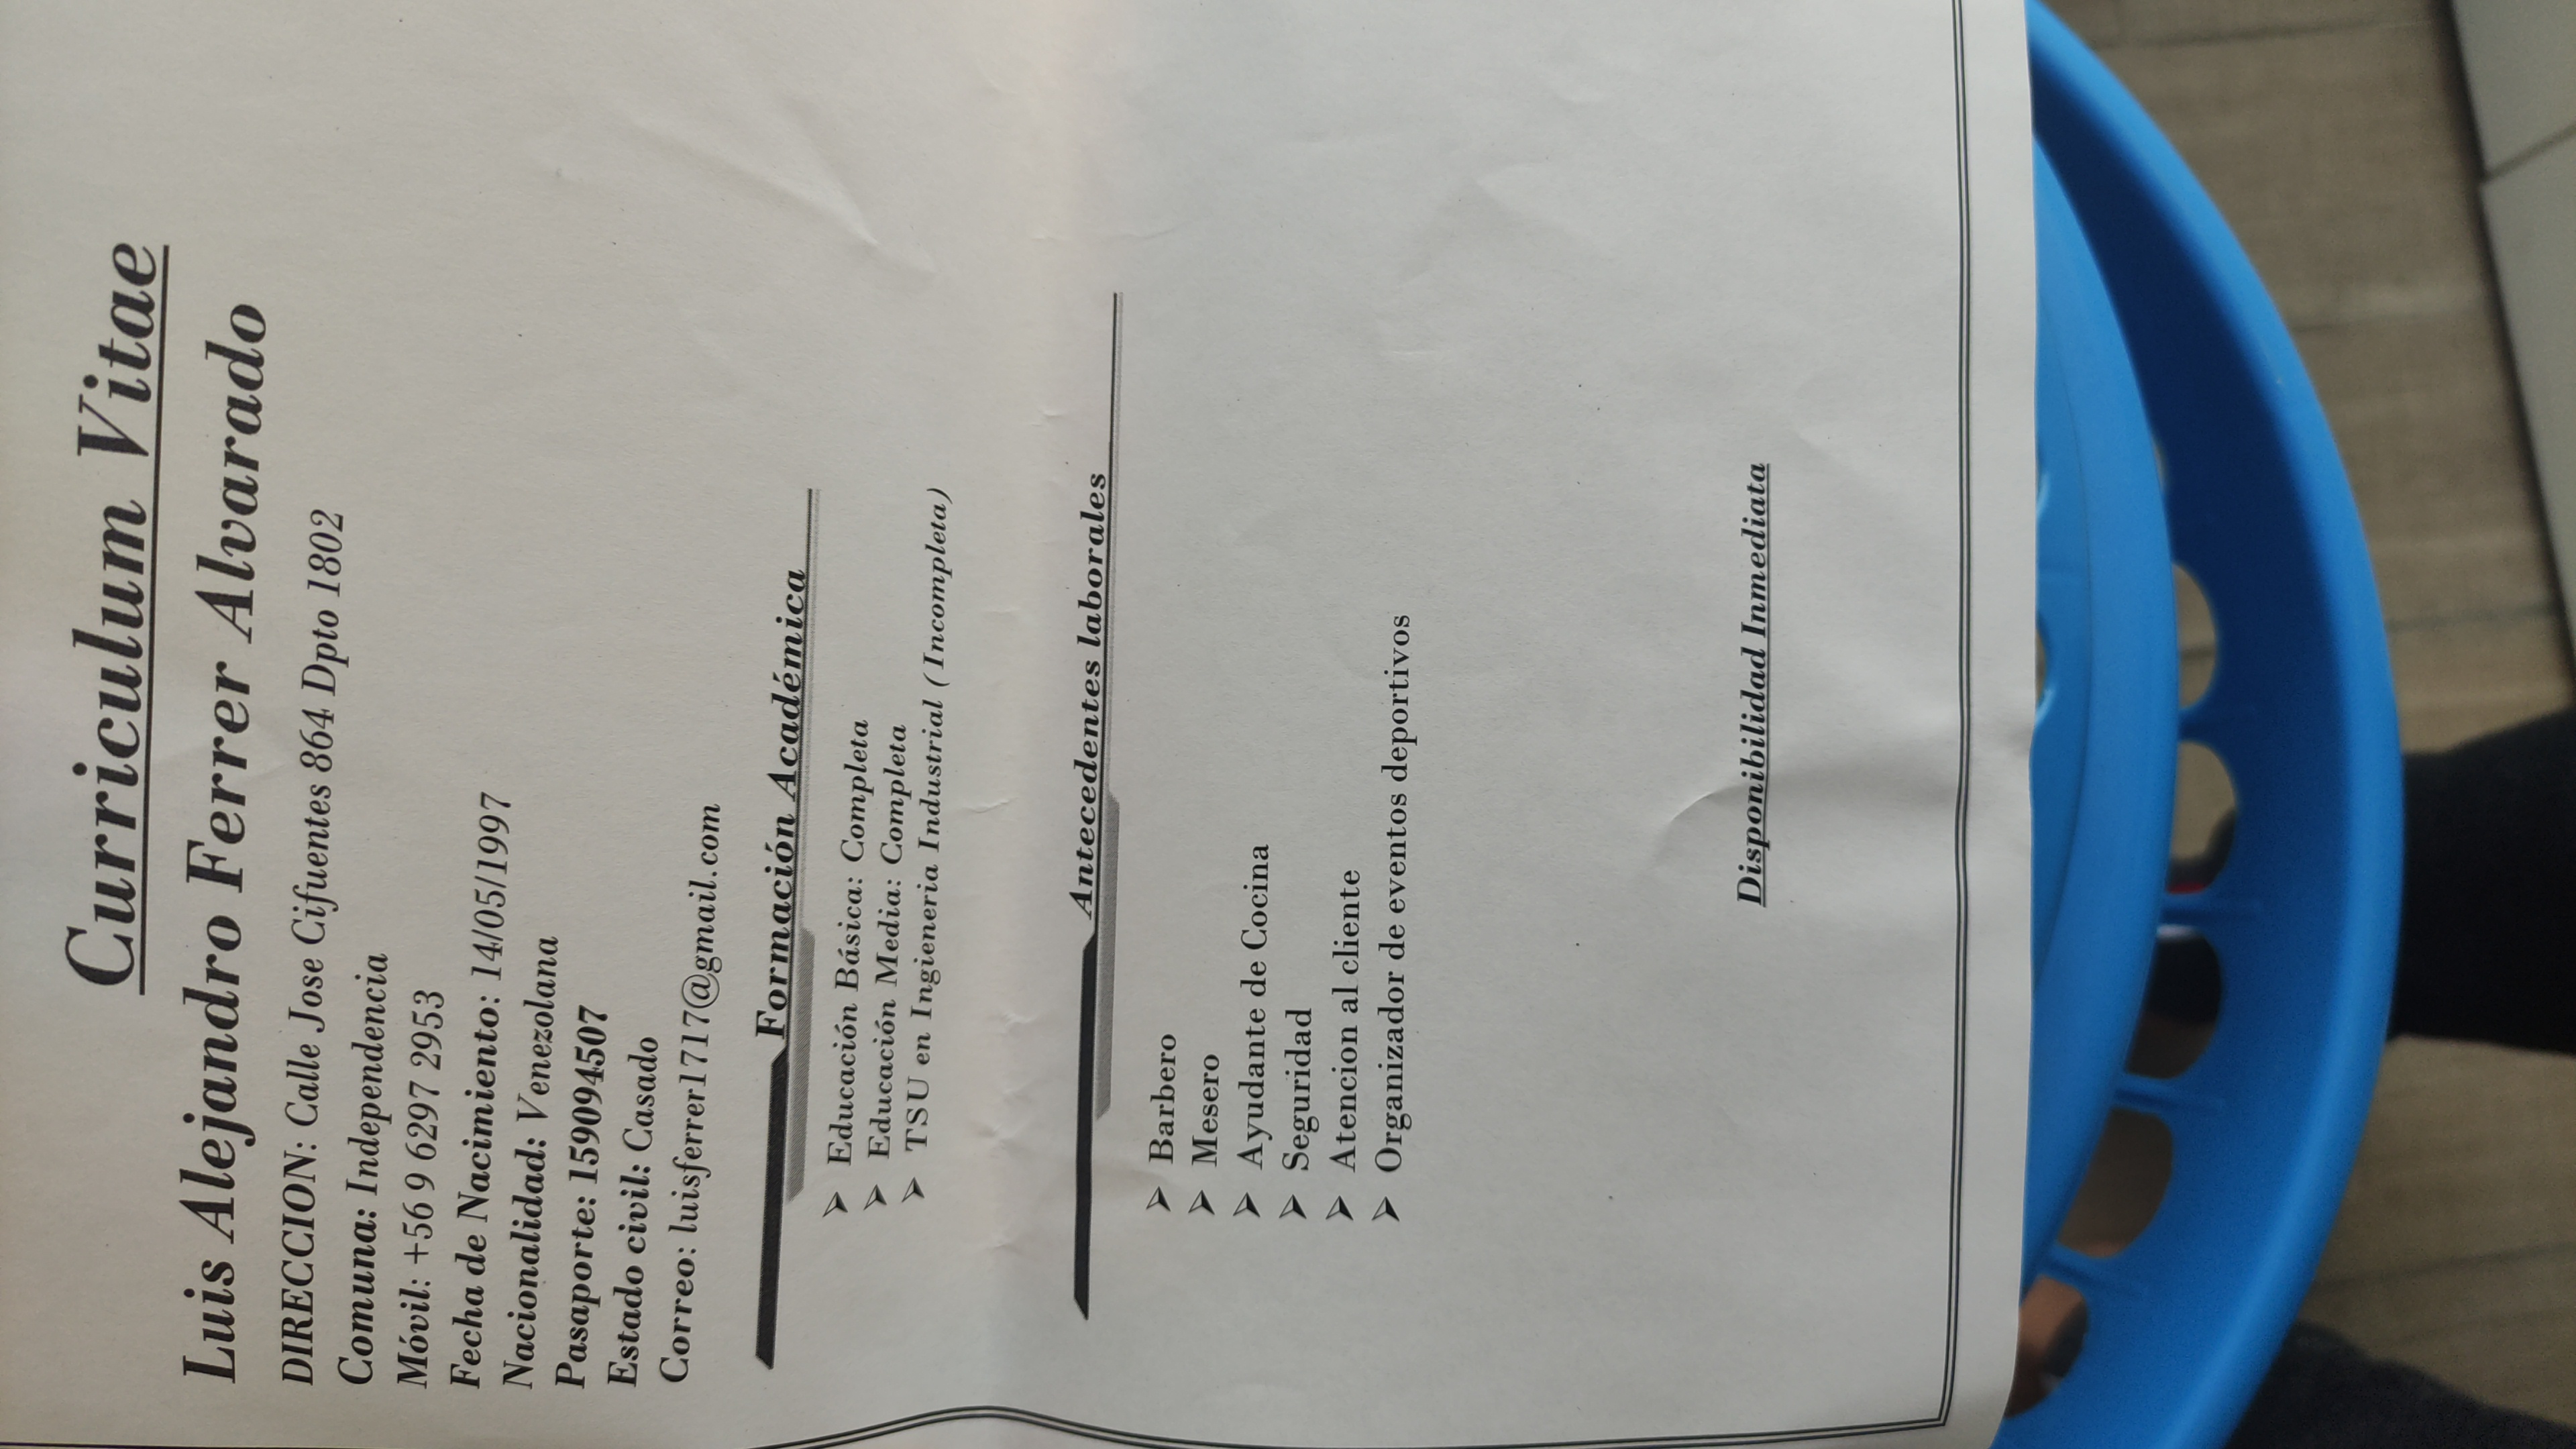 Curriculum Vitae
Luis Alejandro Ferrer Alvarado
DIRECCION: Calle Jose Cifuentes 864 Dpto 1802
Comuna: Independencia
Móvil: +56 9 6297 2953
Fecha de Nacimiento: 14/05/1997
Nacionalidad: Venezolana
Pasaporte: 159094507
Estado civil: Casado
Correo: luisferrer1717@gmail.com
Formación Académica
➢ Educación Básica: Completa
➢ Educación Media: Completa
➢ TSU en Ingieneria Industrial (Incompleta)
Antecedentes laborales
➢ Barbero
➢ Mesero
➢ Ayudante de Cocina
➢ Seguridad
➢ Atencion al cliente
➢ Organizador de eventos deportivos
Disponibilidad Inmediata